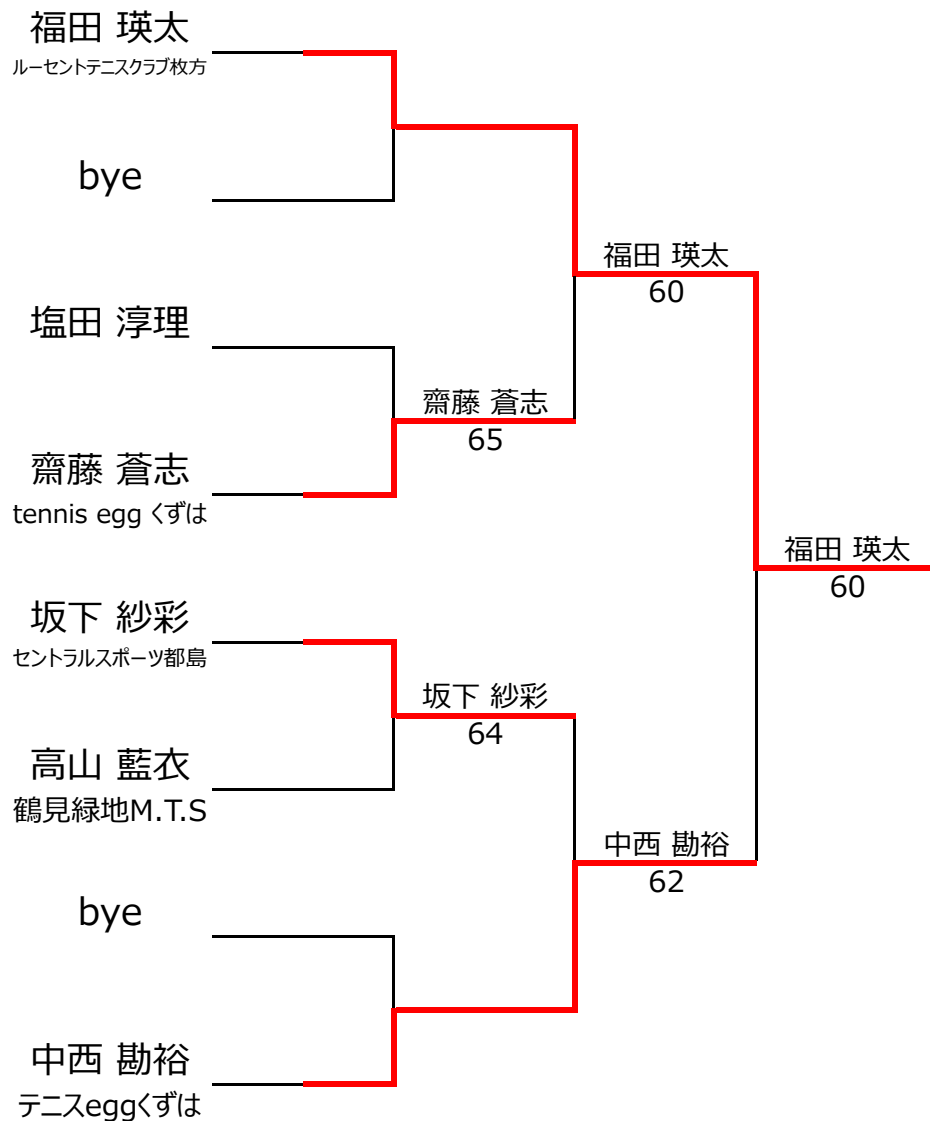 福田 瑛太
ルーセントテニスクラブ枚方
bye
塩田 淳理
齋藤 蒼志
tennis egg くずは
坂下 紗彩
セントラルスポーツ都島
高山 藍衣
鶴見緑地M.T.S
bye
中西 勘裕
テニスeggくずは
齋藤 蒼志
65
坂下 紗彩
64
福田 瑛太
60
中西 勘裕
62
福田 瑛太
60